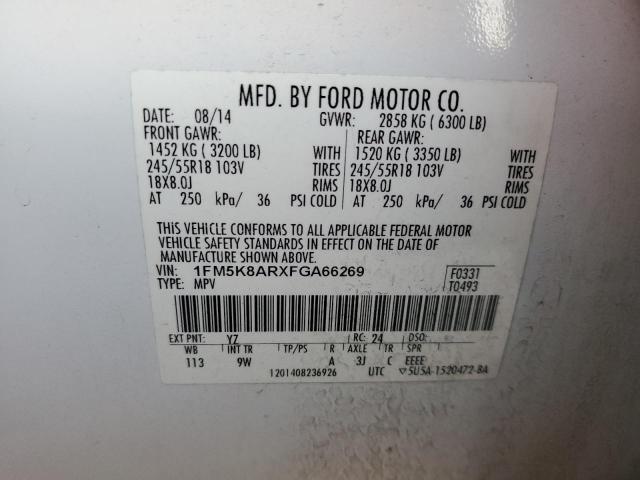 MFD. BY FORD MOTOR CO.
DATE: 08/14 GVWR: 2858 KG ( 6300 LB)
FRONT GAWR: REAR GAWR:
1452 KG ( 3200 LB) WITH 1520 KG ( 3350 LB) WITH
245/55R18 103V TIRES 245/55R18 103V TIRES
18X8.0J RIMS 18X8.0J RIMS
AT 250 kPa/ 36 PSI COLD AT 250 kPa/ 36 PSI COLD
THIS VEHICLE CONFORMS TO ALL APPLICABLE FEDERAL MOTOR
VEHICLE SAFETY STANDARDS IN EFFECT ON THE DATE OF
MANUFACTURE SHOWN ABOVE.
VIN: 1FM5K8ARXFGA66269 F0331
TYPE: MPV T0493
EXT PNT: YZ RC: 24 DSO:
WB INT TR TP/PS R AXLE TR SPR
113 9W A 3J C EEEE
1201408236926 UTC ▽5U5A-1520472-BA